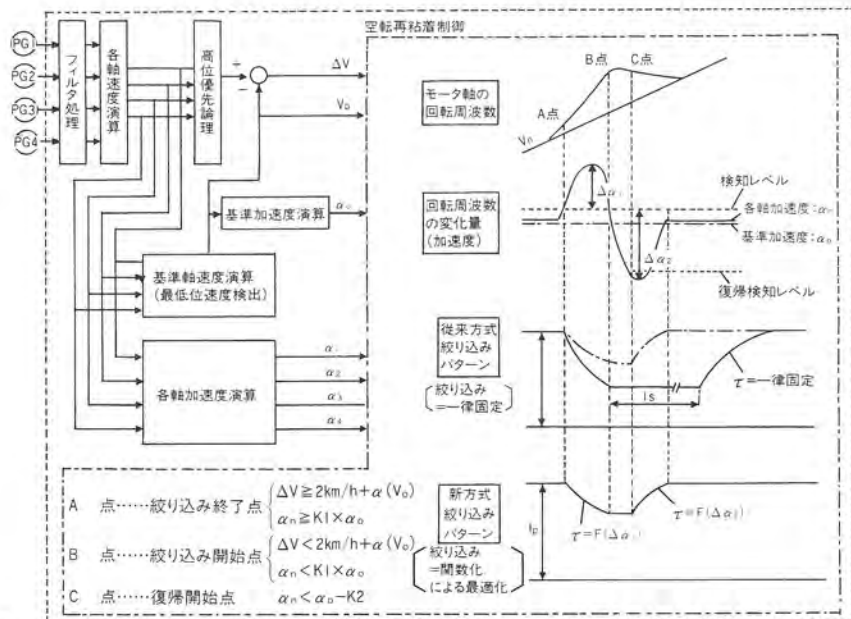 空転再粘着制御
PG1
PG2
PG3
PG4
フィルタ処理
各軸速度演算
高位優先論理
+
−
ΔV
V₀
基準加速度演算
α₀
基準軸速度演算
(最低位速度検出)
各軸加速度演算
α₁
α₂
α₃
α₄
A 点……絞り込み終了点
ΔV≧2km/h+α(V₀)
αₙ≧K1×α₀
B 点……絞り込み開始点
ΔV<2km/h+α(V₀)
αₙ<K1×α₀
C 点……復帰開始点 αₙ<α₀−K2
モータ軸の
回転周波数
A点
B点
C点
Vₙ
回転周波数
の変化量
(加速度)
Δα₁
Δα₂
検知レベル
各軸加速度:αₙ
基準加速度:α₀
復帰検知レベル
従来方式
絞り込み
パターン
絞り込み
=一律固定
1s
τ=一律固定
新方式
絞り込み
パターン
絞り込み
=関数化
による最適化
Iₚ
τ=F(Δα₁)
τ=F(Δα₂)